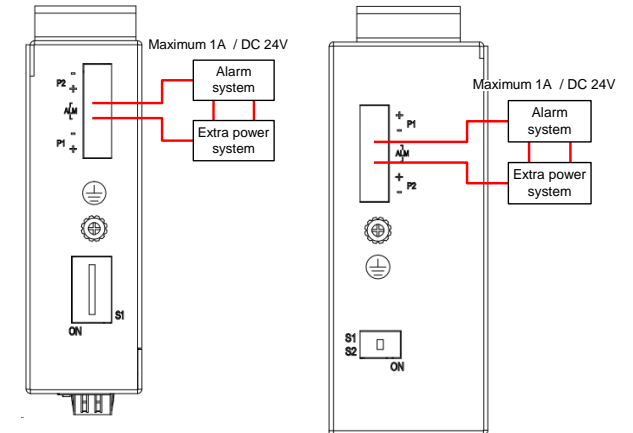 Maximum 1A / DC 24V
Alarm
system
Extra power
system
-
P2
+
ALM
-
P1
+
S1
ON
Maximum 1A / DC 24V
Alarm
system
Extra power
system
+
P1
-
ALM
+
P2
-
S1
S2
ON